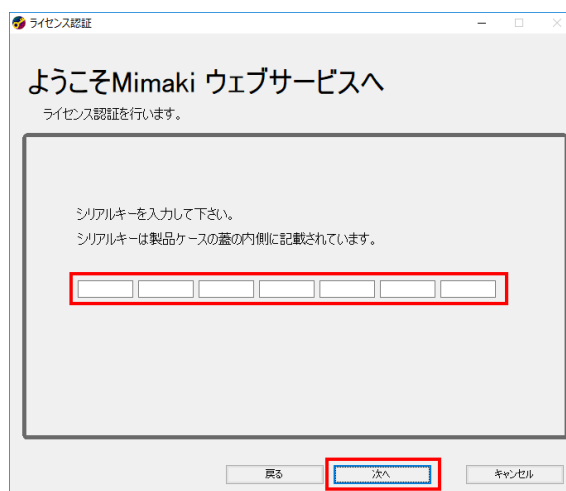 ライセンス認証
ようこそMimaki ウェブサービスへ
ライセンス認証を行います。
シリアルキーを入力して下さい。
シリアルキーは製品ケースの蓋の内側に記載されています。
戻る 次へ キャンセル